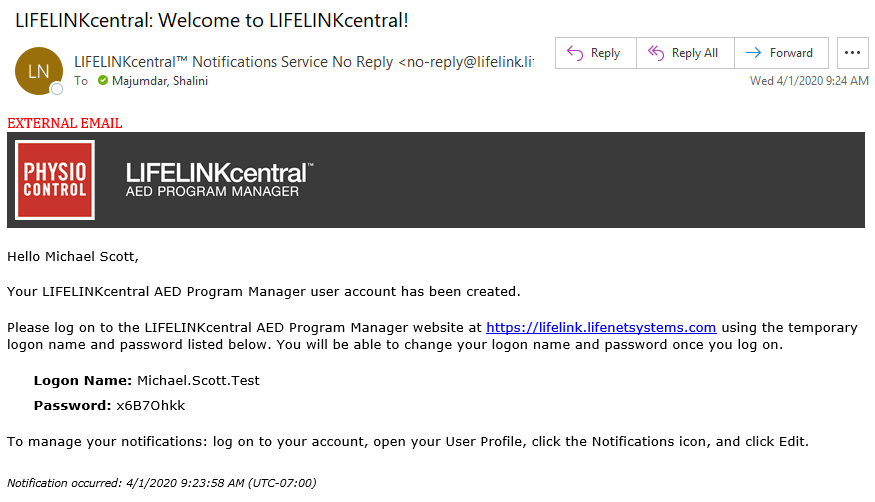 LIFELINKcentral: Welcome to LIFELINKcentral!
LN
LIFELINKcentral™ Notifications Service No Reply <no-reply@lifelink.lif
To Majumdar, Shalini
Reply
Reply All
Forward
...
Wed 4/1/2020 9:24 AM
EXTERNAL EMAIL
PHYSIO
CONTROL
LIFELINKcentral™
AED PROGRAM MANAGER
Hello Michael Scott,
Your LIFELINKcentral AED Program Manager user account has been created.
Please log on to the LIFELINKcentral AED Program Manager website at https://lifelink.lifenetsystems.com using the temporary
logon name and password listed below. You will be able to change your logon name and password once you log on.
Logon Name: Michael.Scott.Test
Password: x6B7Ohkk
To manage your notifications: log on to your account, open your User Profile, click the Notifications icon, and click Edit.
Notification occurred: 4/1/2020 9:23:58 AM (UTC-07:00)